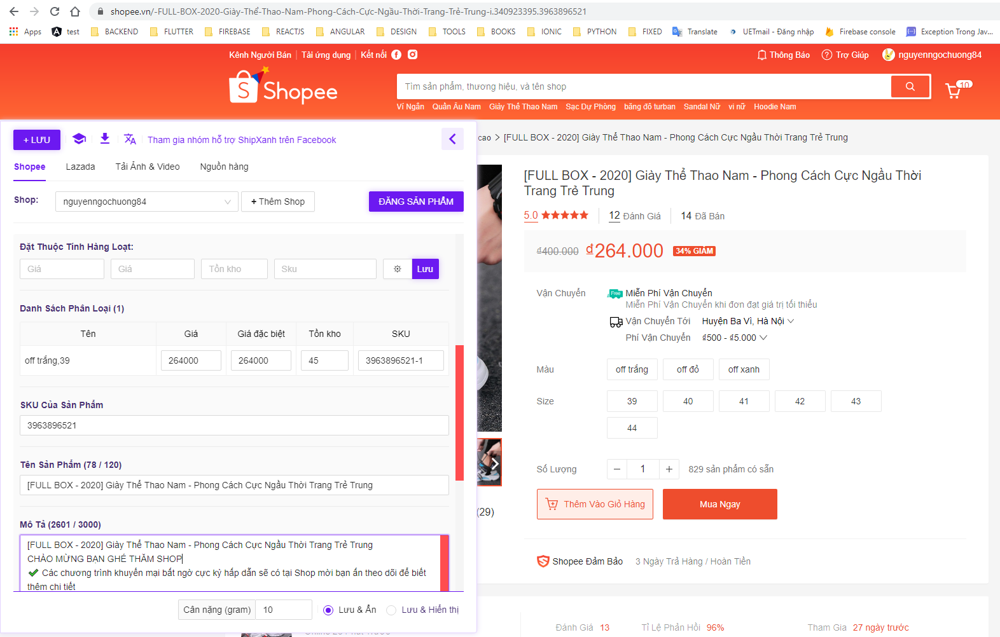 shopee.vn/-FULL-BOX-2020-Giày-Thể-Thao-Nam-Phong-Cách-Cực-Ngầu-Thời-Trang-Trẻ-Trung-i.340923395.3963896521
Apps test BACKEND FLUTTER FIREBASE REACTJS ANGULAR DESIGN TOOLS BOOKS IONIC PYTHON FIXED Translate UETmail - Đăng nhập Firebase console Exception Trong Jav...
Kênh Người Bán Tải ứng dụng Kết nối Thông Báo Trợ Giúp nguyenngochuong84
Shopee
Tìm sản phẩm, thương hiệu, và tên shop
10
Ví Ngắn Quần Âu Nam Giày Thể Thao Nam Sạc Dự Phòng băng đô turban Sandal Nữ ví nữ Hoodie Nam
+ LƯU Tham gia nhóm hỗ trợ ShipXanh trên Facebook
Shopee Lazada Tải Ảnh & Video Nguồn hàng
Shop: nguyenngochuong84 + Thêm Shop ĐĂNG SẢN PHẨM
Đặt Thuộc Tính Hàng Loạt:
Giá Giá Tồn kho Sku Lưu
Danh Sách Phân Loại (1)
Tên Giá Giá đặc biệt Tồn kho SKU
off trắng,39 264000 264000 45 3963896521-1
SKU Của Sản Phẩm
3963896521
Tên Sản Phẩm (78 / 120)
[FULL BOX - 2020] Giày Thể Thao Nam - Phong Cách Cực Ngầu Thời Trang Trẻ Trung
Mô Tả (2601 / 3000)
[FULL BOX - 2020] Giày Thể Thao Nam - Phong Cách Cực Ngầu Thời Trang Trẻ Trung
CHÀO MỪNG BẠN GHÉ THĂM SHOP
✔ Các chương trình khuyến mại bất ngờ cực kỳ hấp dẫn sẽ có tại Shop mời bạn ấn theo dõi để biết
thêm chi tiết
Cân nặng (gram) 10 Lưu & Ẩn Lưu & Hiển thị
cao > [FULL BOX - 2020] Giày Thể Thao Nam - Phong Cách Cực Ngầu Thời Trang Trẻ Trung
[FULL BOX - 2020] Giày Thể Thao Nam - Phong Cách Cực Ngầu Thời
Trang Trẻ Trung
5.0 12 Đánh Giá 14 Đã Bán
₫400.000 ₫264.000 34% GIẢM
Vận Chuyển Free Miễn Phí Vận Chuyển
Miễn Phí Vận Chuyển khi đơn đạt giá trị tối thiểu
Vận Chuyển Tới Huyện Ba Vì, Hà Nội
Phí Vận Chuyển ₫500 - ₫5.000
Màu off trắng off đỏ off xanh
Size 39 40 41 42 43
44
Số Lượng − 1 + 829 sản phẩm có sẵn
Thêm Vào Giỏ Hàng Mua Ngay
(29)
Shopee Đảm Bảo 3 Ngày Trả Hàng / Hoàn Tiền
Đánh Giá 13 Tỉ Lệ Phản Hồi 96% Tham Gia 27 ngày trước